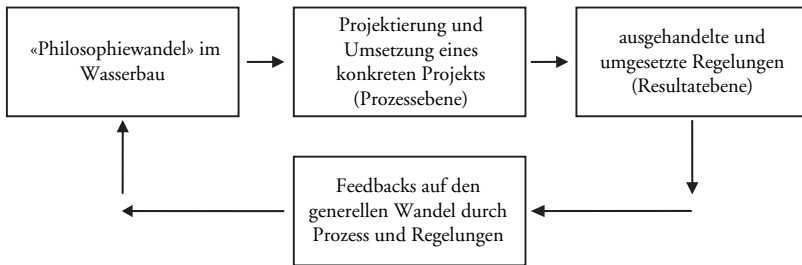 «Philosophiewandel» im
Wasserbau
Projektierung und
Umsetzung eines
konkreten Projekts
(Prozessebene)
ausgehandelte und
umgesetzte Regelungen
(Resultatebene)
Feedbacks auf den
generellen Wandel durch
Prozess und Regelungen